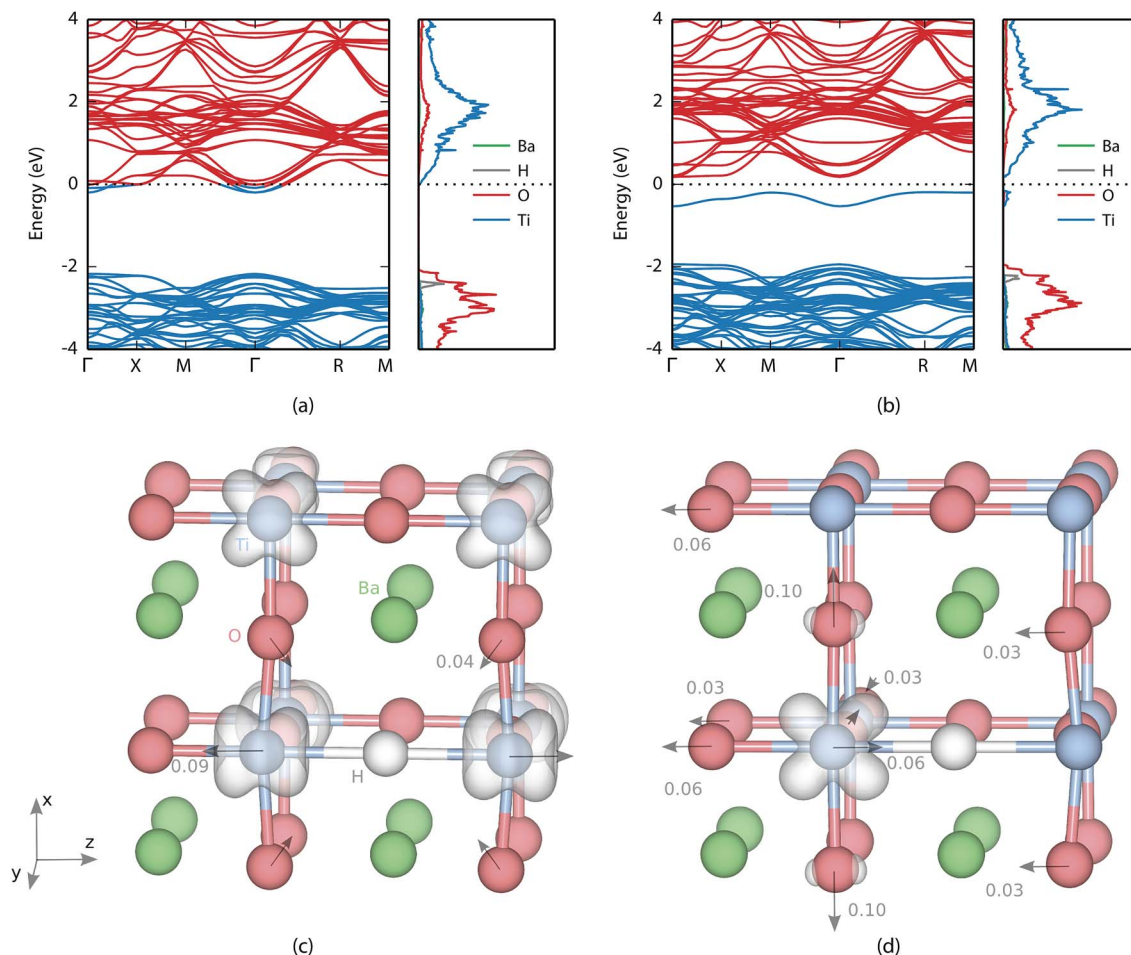 4
2
0
-2
-4
Energy (eV)
Γ X M Γ R M
Ba
H
O
Ti
(a)
4
2
0
-2
-4
Energy (eV)
Γ X M Γ R M
Ba
H
O
Ti
(b)
Ti
Ba
O
0.04
0.09
H
x
z
y
(c)
0.06
0.10
0.03
0.03
0.03
0.06
0.06
0.03
0.10
(d)